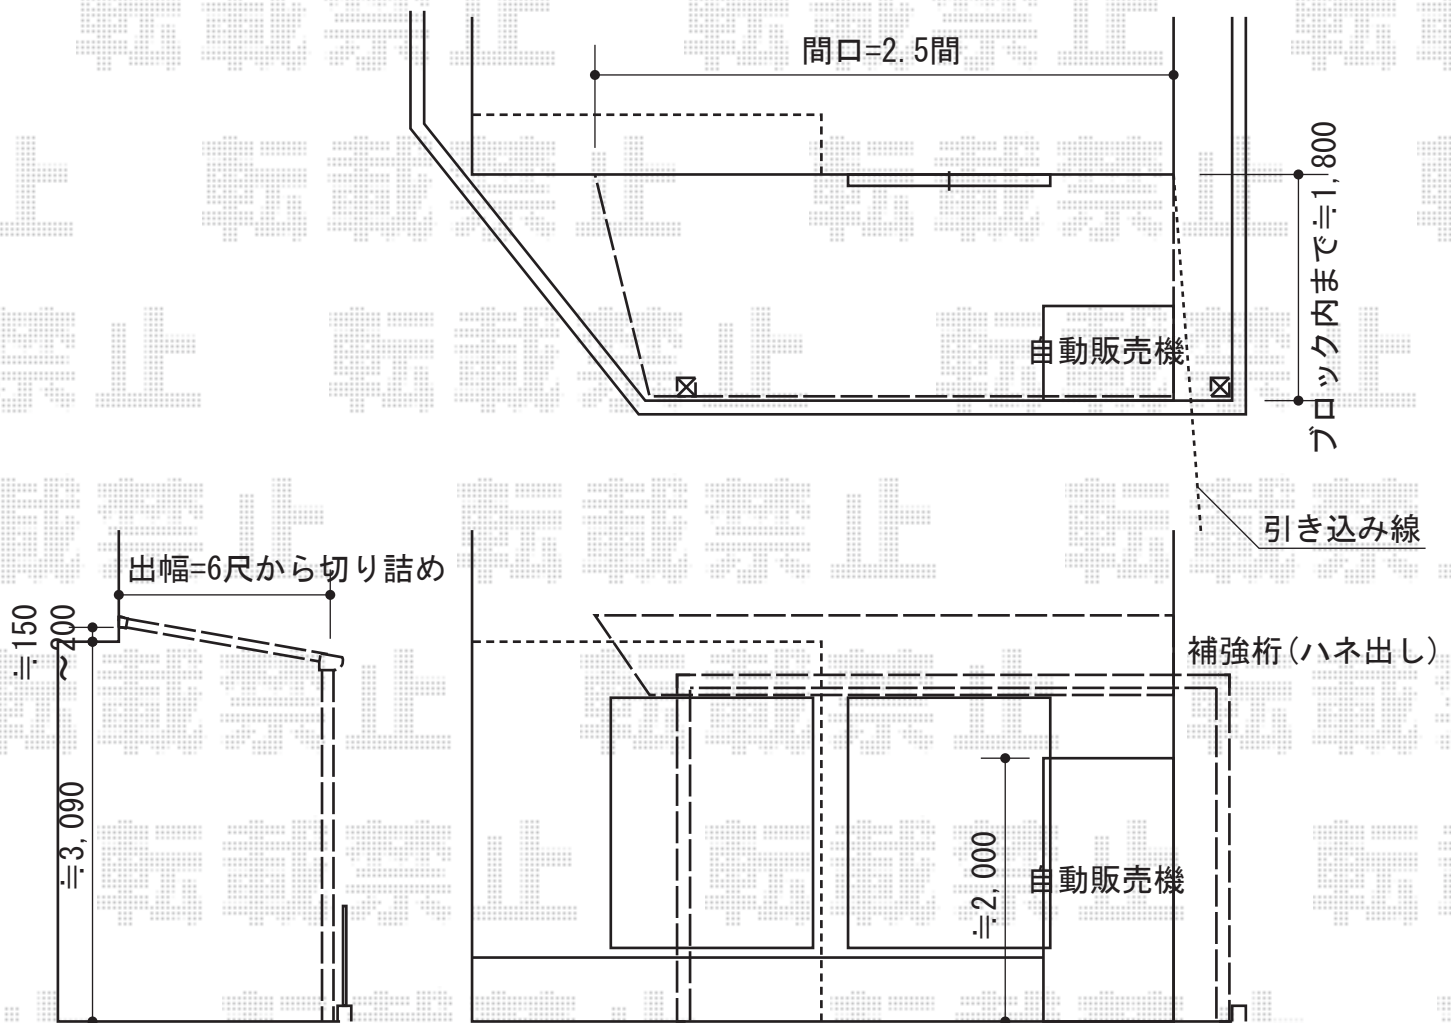 間口=2.5間
ブロック内まで≒1,800
自動販売機
引き込み線
出幅=6尺から切り詰め
≒150
～200
補強桁(ハネ出し)
≒3,090
≒2,000
自動販売機
転載禁止